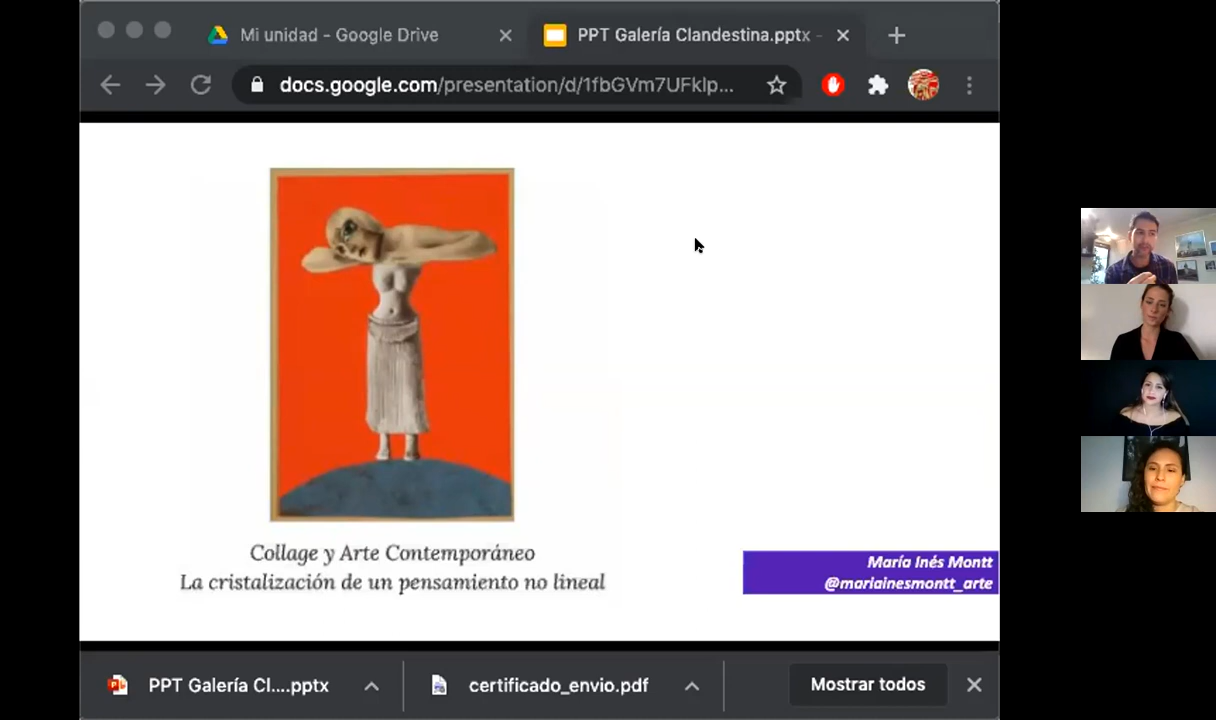 Mi unidad - Google Drive
PPT Galería Clandestina.pptx -
docs.google.com/presentation/d/1fbGVm7UFklp...
Collage y Arte Contemporáneo
La cristalización de un pensamiento no lineal
María Inés Montt
@mariainesmontt_arte
PPT Galería Cl....pptx
certificado_envio.pdf
Mostrar todos